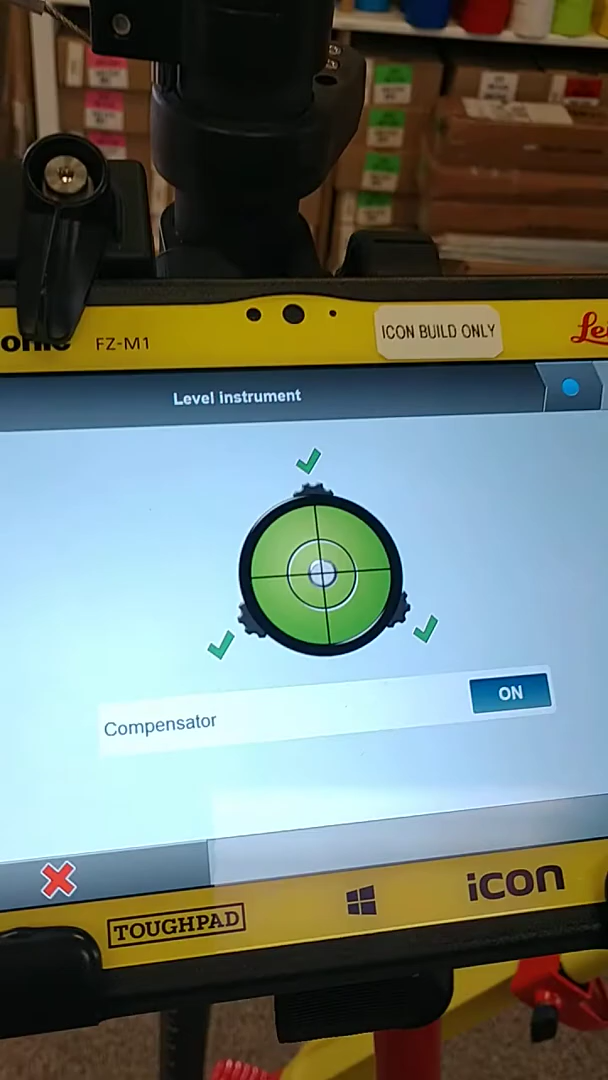 FZ-M1
ICON BUILD ONLY
Level instrument
ON
Compensator
iCON
TOUGHPAD